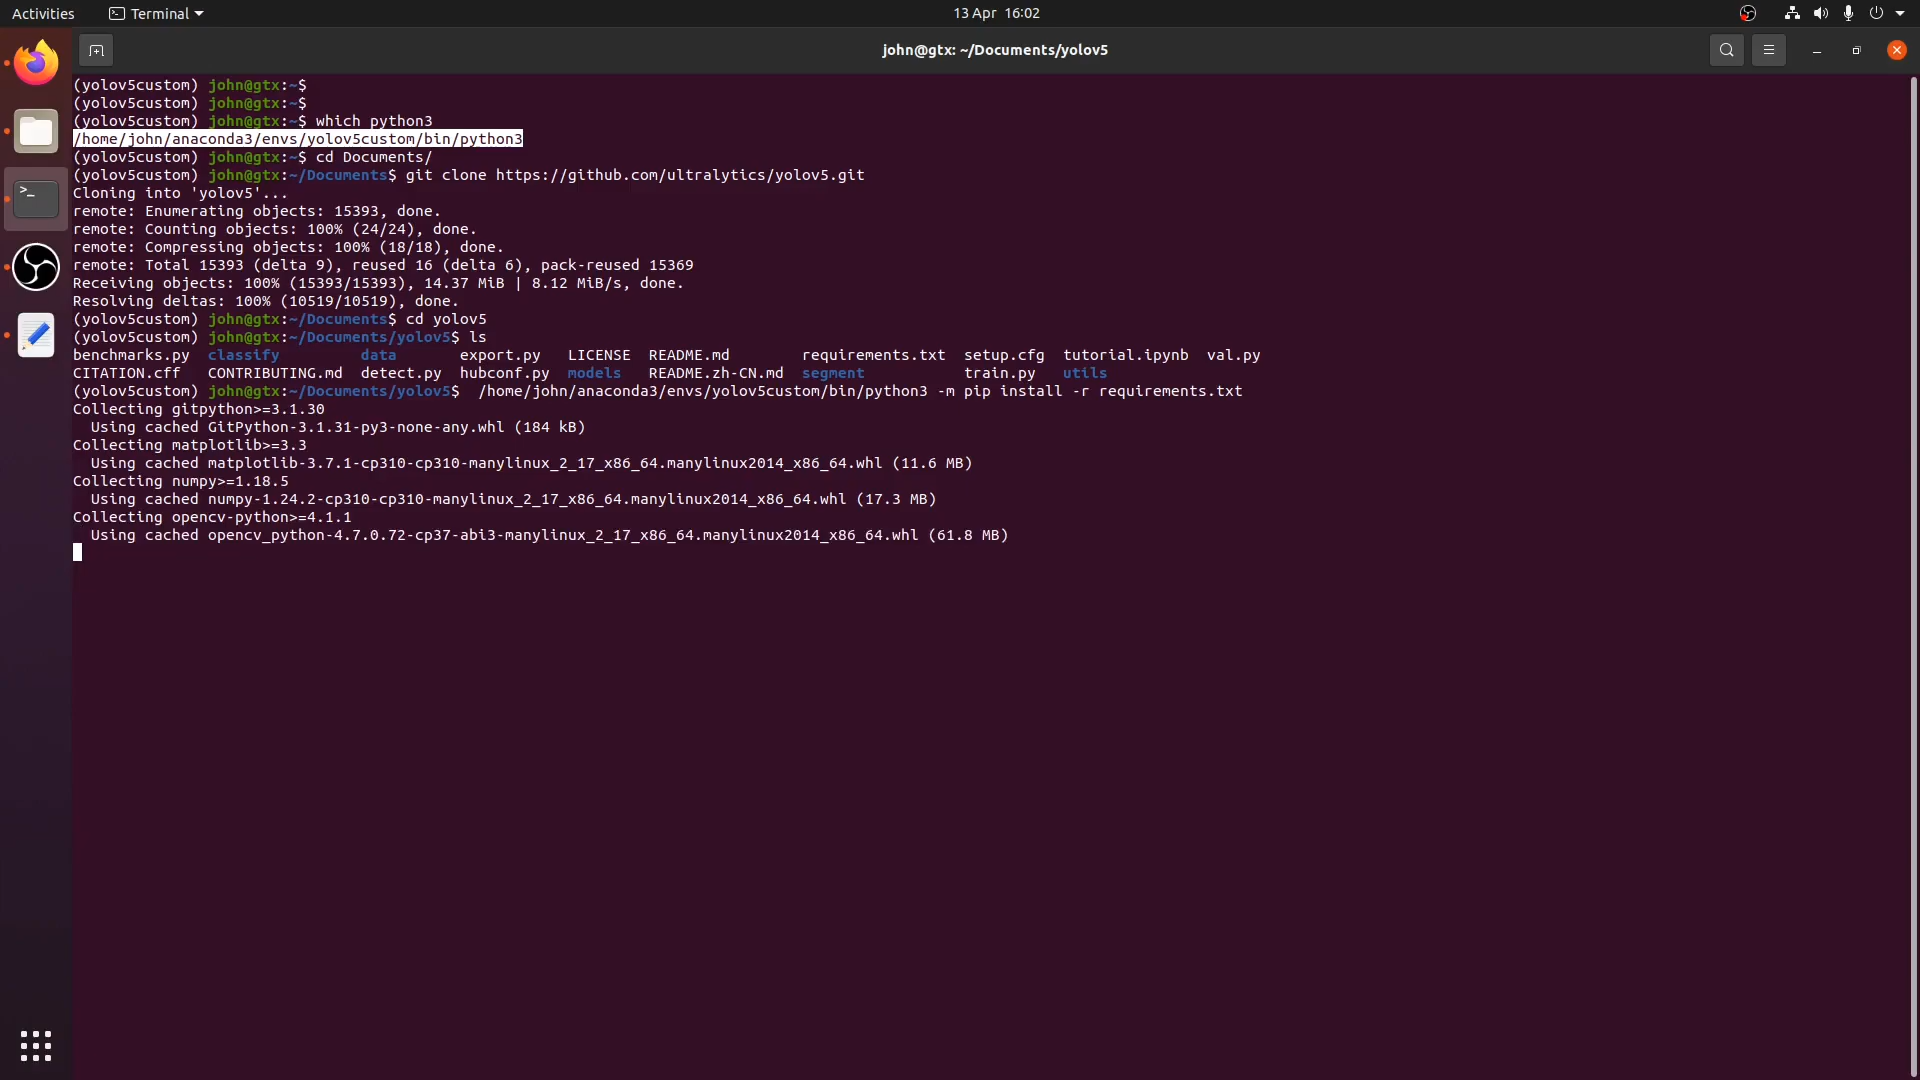 Activities Terminal 13 Apr 16:02
john@gtx: ~/Documents/yolov5
(yolov5custom) john@gtx:~$
(yolov5custom) john@gtx:~$
(yolov5custom) john@gtx:~$ which python3
/home/john/anaconda3/envs/yolov5custom/bin/python3
(yolov5custom) john@gtx:~$ cd Documents/
(yolov5custom) john@gtx:~/Documents$ git clone https://github.com/ultralytics/yolov5.git
Cloning into 'yolov5'...
remote: Enumerating objects: 15393, done.
remote: Counting objects: 100% (24/24), done.
remote: Compressing objects: 100% (18/18), done.
remote: Total 15393 (delta 9), reused 16 (delta 6), pack-reused 15369
Receiving objects: 100% (15393/15393), 14.37 MiB | 8.12 MiB/s, done.
Resolving deltas: 100% (10519/10519), done.
(yolov5custom) john@gtx:~/Documents$ cd yolov5
(yolov5custom) john@gtx:~/Documents/yolov5$ ls
benchmarks.py  classify         data       export.py   LICENSE  README.md        requirements.txt  setup.cfg  tutorial.ipynb  val.py
CITATION.cff   CONTRIBUTING.md  detect.py  hubconf.py  models   README.zh-CN.md  segment           train.py   utils
(yolov5custom) john@gtx:~/Documents/yolov5$  /home/john/anaconda3/envs/yolov5custom/bin/python3 -m pip install -r requirements.txt
Collecting gitpython>=3.1.30
  Using cached GitPython-3.1.31-py3-none-any.whl (184 kB)
Collecting matplotlib>=3.3
  Using cached matplotlib-3.7.1-cp310-cp310-manylinux_2_17_x86_64.manylinux2014_x86_64.whl (11.6 MB)
Collecting numpy>=1.18.5
  Using cached numpy-1.24.2-cp310-cp310-manylinux_2_17_x86_64.manylinux2014_x86_64.whl (17.3 MB)
Collecting opencv-python>=4.1.1
  Using cached opencv_python-4.7.0.72-cp37-abi3-manylinux_2_17_x86_64.manylinux2014_x86_64.whl (61.8 MB)